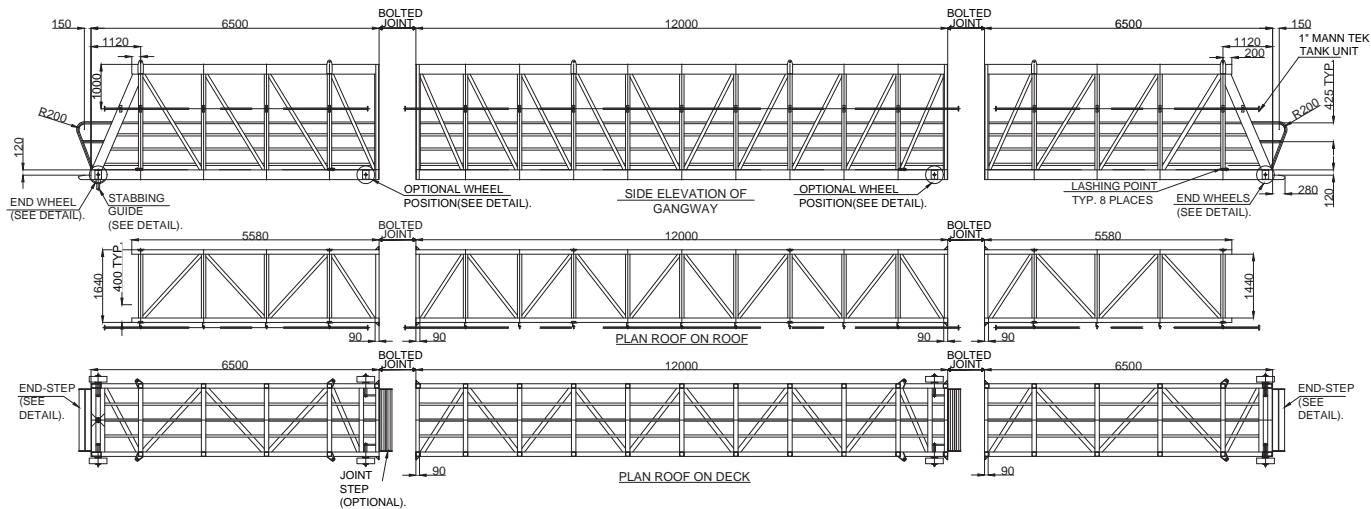 BOLTED
JOINT
BOLTED
JOINT
150
6500
12000
6500
150
1120
1120
200
1" MANN TEK
TANK UNIT
1000
425 TYP.
R200
R200
120
END WHEEL
(SEE DETAIL).
STABBING
GUIDE
(SEE DETAIL).
OPTIONAL WHEEL
POSITION(SEE DETAIL).
SIDE ELEVATION OF
GANGWAY
OPTIONAL WHEEL
POSITION(SEE DETAIL).
LASHING POINT
TYP. 8 PLACES
END WHEELS
(SEE DETAIL).
280
120
BOLTED
JOINT
BOLTED
JOINT
5580
12000
5580
400 TYP.
1640
1440
90
90
PLAN ROOF ON ROOF
90
90
BOLTED
JOINT
BOLTED
JOINT
6500
12000
6500
END-STEP
(SEE
DETAIL).
END-STEP
(SEE
DETAIL).
JOINT
STEP
(OPTIONAL).
90
PLAN ROOF ON DECK
90